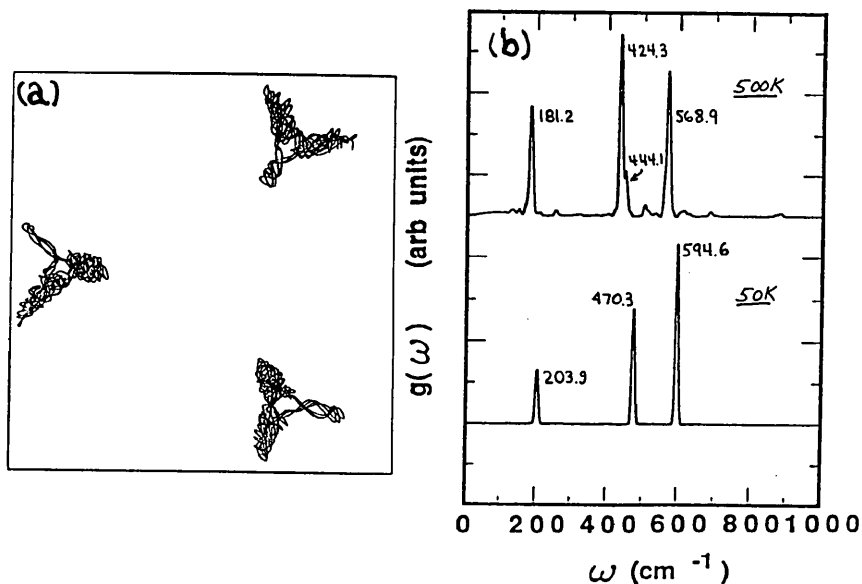 (a)
(b)
424.3
500K
181.2
568.9
444.1
594.6
470.3
50K
203.9
g(ω) (arb units)
0 200 400 600 800 1000
ω (cm ⁻¹)